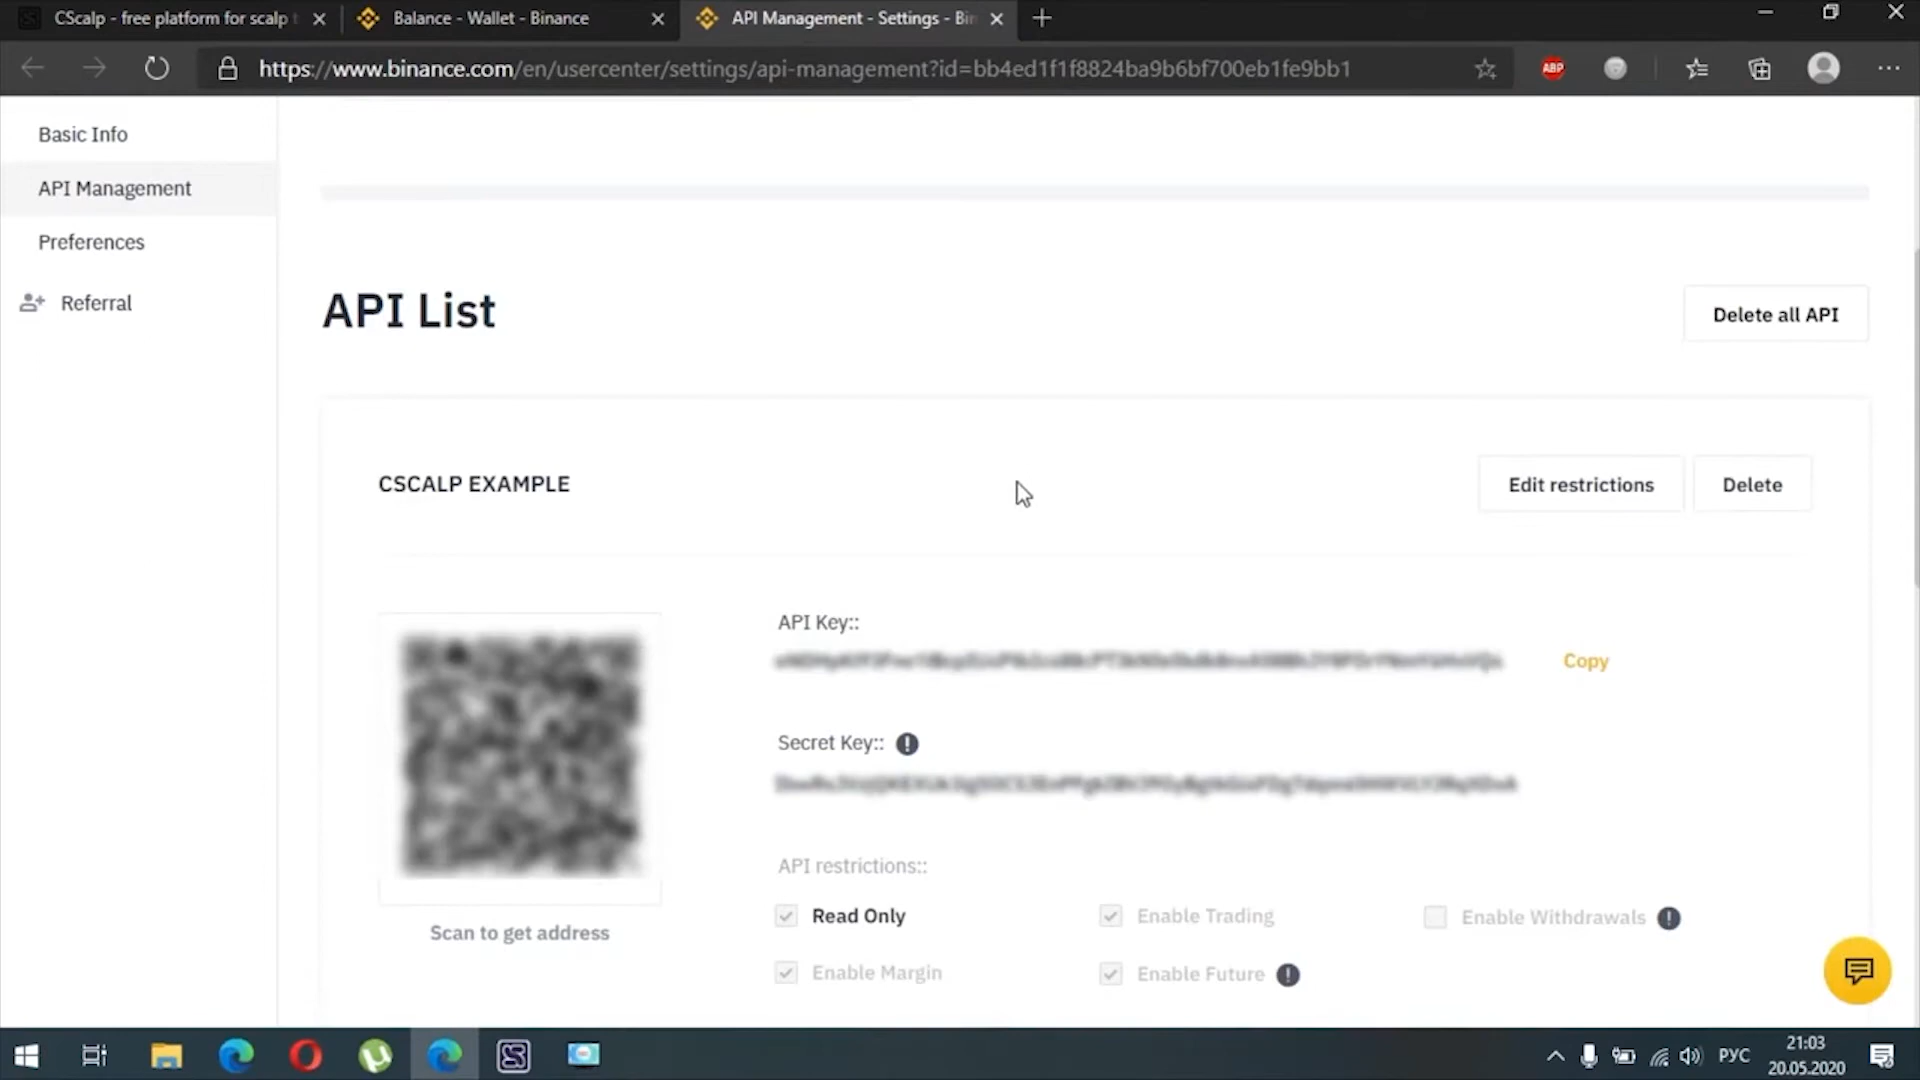 CScalp - free platform for scalp t
Balance - Wallet - Binance
API Management - Settings - Bin
https://www.binance.com/en/usercenter/settings/api-management?id=bb4ed1f1f8824ba9b6bf700eb1fe9bb1
ABP
Basic Info
API Management
Preferences
Referral
API List
Delete all API
CSCALP EXAMPLE
Edit restrictions
Delete
API Key::
Copy
Secret Key::
API restrictions::
Read Only
Enable Trading
Enable Withdrawals
Scan to get address
Enable Margin
Enable Future
РУС
21:03
20.05.2020